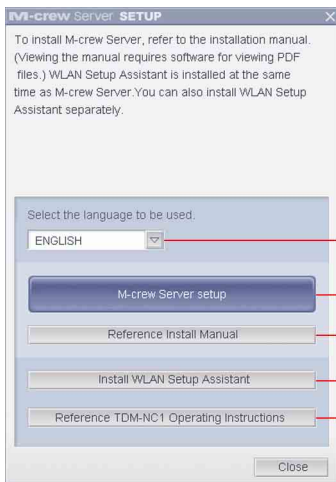 M-crew Server SETUP
To install M-crew Server, refer to the installation manual.
(Viewing the manual requires software for viewing PDF
files.) WLAN Setup Assistant is installed at the same
time as M-crew Server.You can also install WLAN Setup
Assistant separately.
Select the language to be used.
ENGLISH
M-crew Server setup
Reference Install Manual
Install WLAN Setup Assistant
Reference TDM-NC1 Operating Instructions
Close